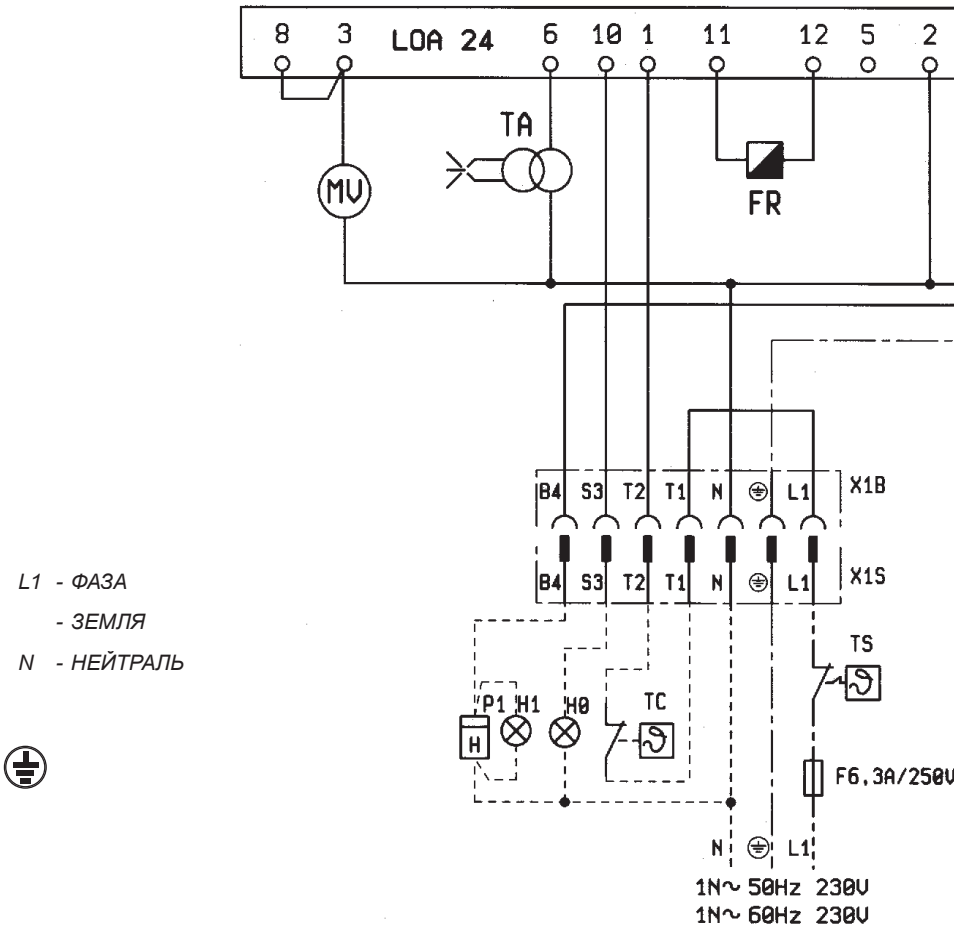 8 3 LOA 24 6 10 1 11 12 5 2
TA
MV
FR
B4 S3 T2 T1 N L1 X1B
B4 S3 T2 T1 N L1 X1S
L1 - ФАЗА
- ЗЕМЛЯ
N - НЕЙТРАЛЬ
TS
P1 H1 H0 TC
H
F6,3A/250V
N L1
1N~ 50Hz 230V
1N~ 60Hz 230V